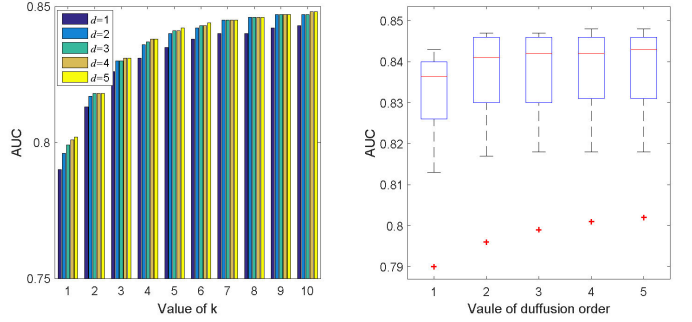 0.85
0.8
0.75
AUC
d=1
d=2
d=3
d=4
d=5
1 2 3 4 5 6 7 8 9 10
Value of k
0.85
0.84
0.83
0.82
0.81
0.8
0.79
AUC
1 2 3 4 5
Vaule of duffusion order